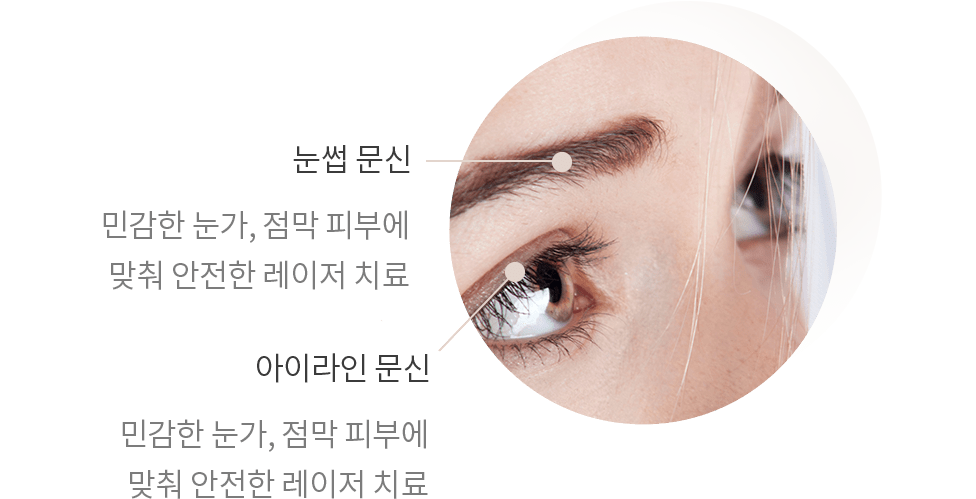 눈썹 문신
민감한 눈가, 점막 피부에
맞춰 안전한 레이저 치료
아이라인 문신
민감한 눈가, 점막 피부에
맞춰 안전한 레이저 치료